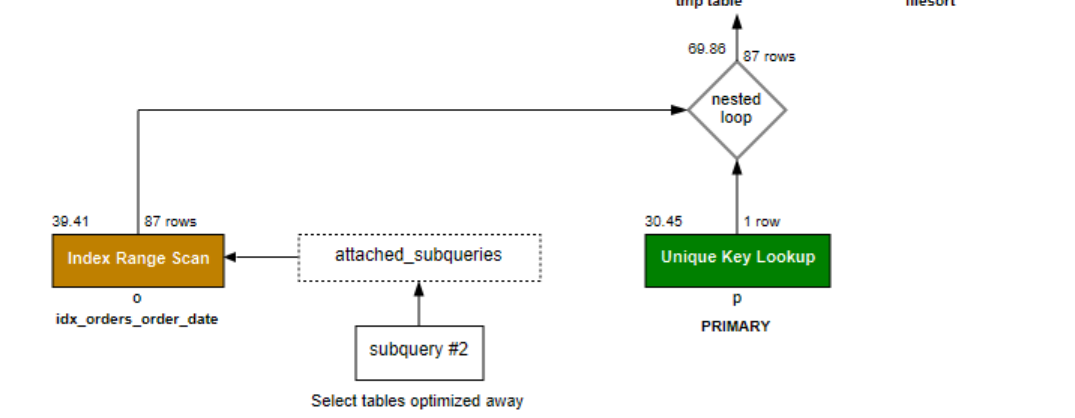 tmp table
filesort
69.86
87 rows
nested
loop
39.41
87 rows
30.45
1 row
Index Range Scan
attached_subqueries
Unique Key Lookup
o
p
idx_orders_order_date
PRIMARY
subquery #2
Select tables optimized away